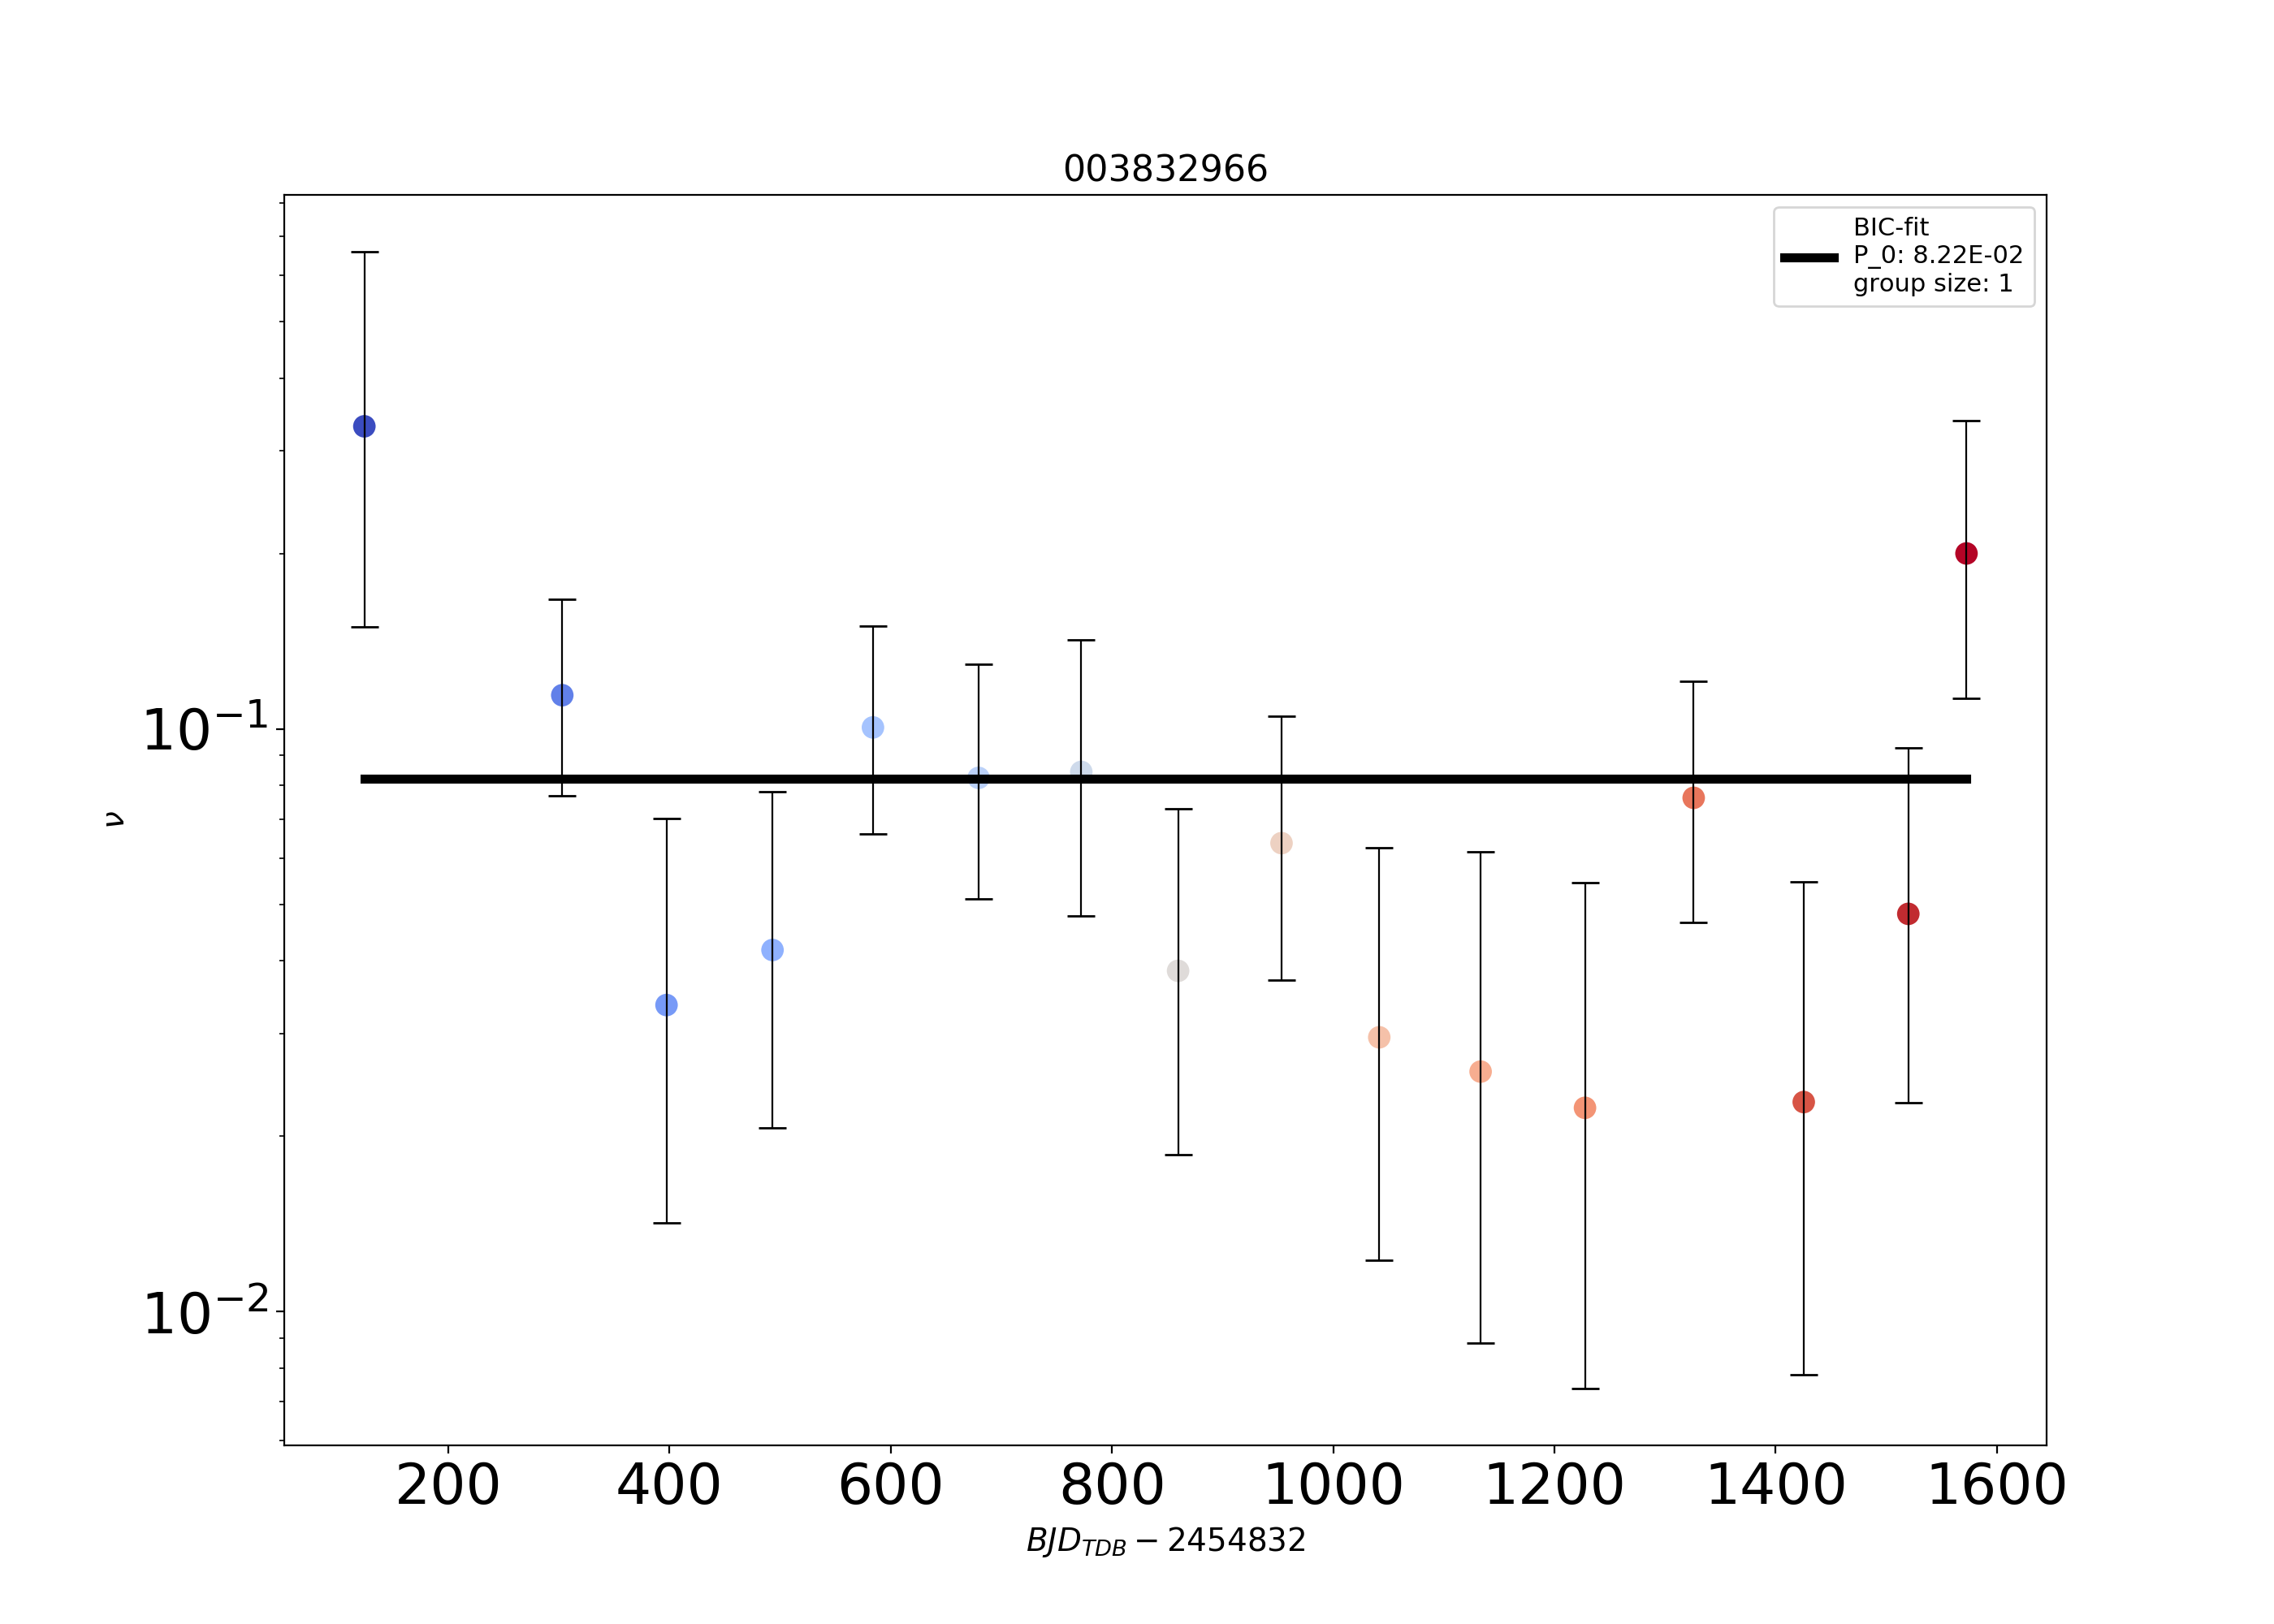 003832966
BIC-fit
P_0: 8.22E-02
group size: 1
10⁻¹
ν
10⁻²
200 400 600 800 1000 1200 1400 1600
BJD_TDB − 2454832